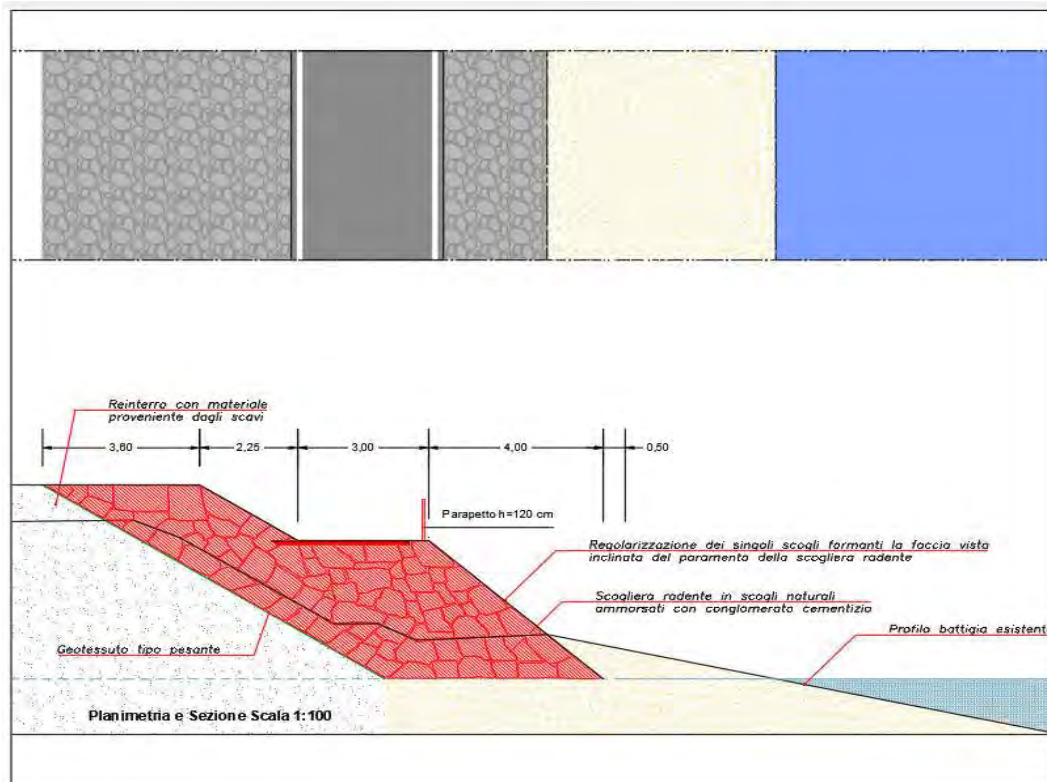 Reinterro con materiale
proveniente dagli scavi
3,60
2,25
3,00
4,00
0,50
Parapetto h=120 cm
Regolarizzazione dei singoli scogli formanti la faccia vista
inclinata del paramento della scogliera radente
Scogliera radente in scogli naturali
ammorsati con conglomerato cementizio
Profilo battigia esistent
Geotessuto tipo pesante
Planimetria e Sezione Scala 1:100